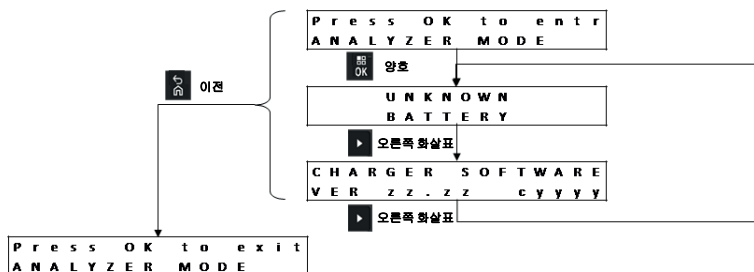 Press OK to entr
ANALYZER MODE
OK 양호
이전
UNKNOWN
BATTERY
오른쪽 화살표
CHARGER SOFTWARE
VER zz.zz cyyyy
오른쪽 화살표
Press OK to exit
ANALYZER MODE